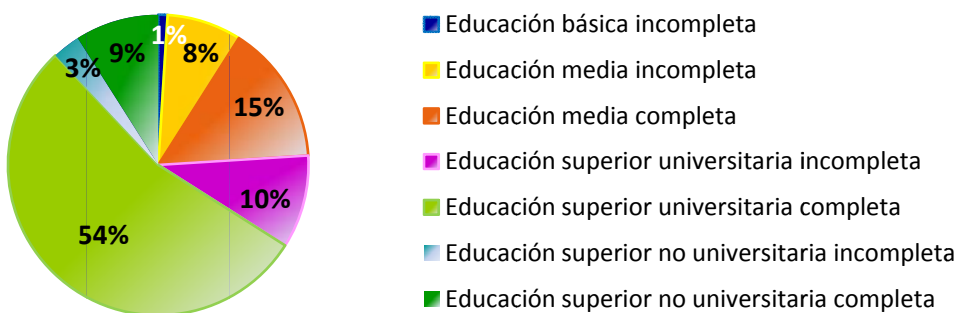 1%
8%
15%
10%
54%
3%
9%
Educación básica incompleta
Educación media incompleta
Educación media completa
Educación superior universitaria incompleta
Educación superior universitaria completa
Educación superior no universitaria incompleta
Educación superior no universitaria completa